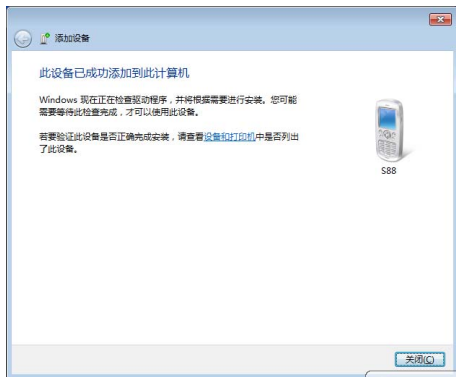 添加设备
此设备已成功添加到此计算机
Windows 现在正在检查驱动程序，并将根据需要进行安装。您可能
需要等待此检查完成，才可以使用此设备。
若要验证此设备是否正确完成安装，请查看设备和打印机中是否列出
了此设备。
S88
关闭(C)